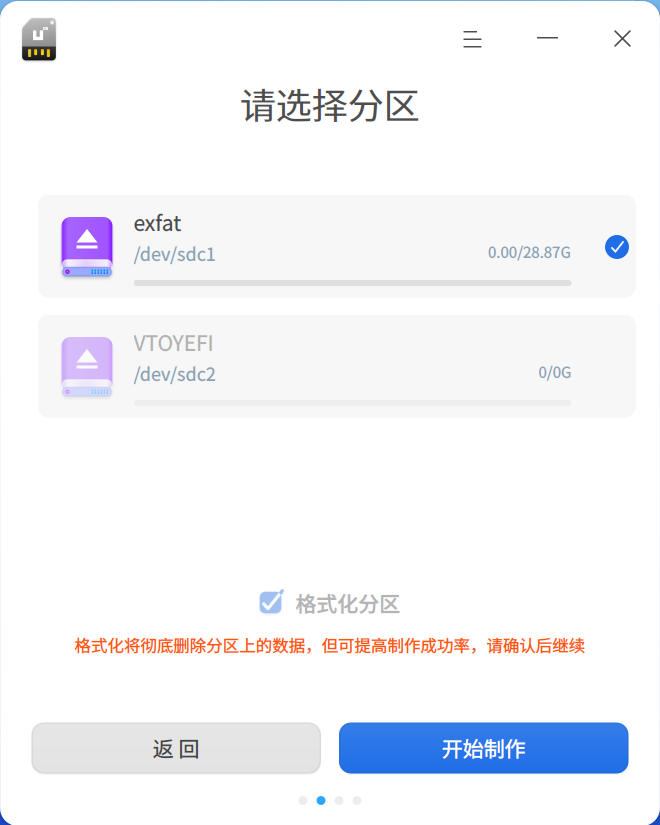 请选择分区
exfat
/dev/sdc1
0.00/28.87G
VTOYEFI
/dev/sdc2
0/0G
格式化分区
格式化将彻底删除分区上的数据，但可提高制作成功率，请确认后继续
返 回
开始制作